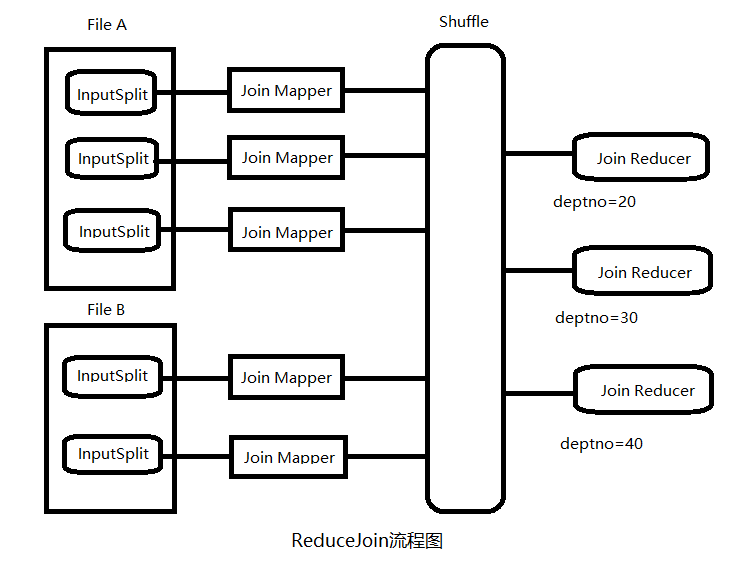 File A
Shuffle
InputSplit
Join Mapper
InputSplit
Join Mapper
Join Reducer
deptno=20
InputSplit
Join Mapper
Join Reducer
File B
deptno=30
InputSplit
Join Mapper
Join Reducer
deptno=40
InputSplit
Join Mapper
ReduceJoin流程图